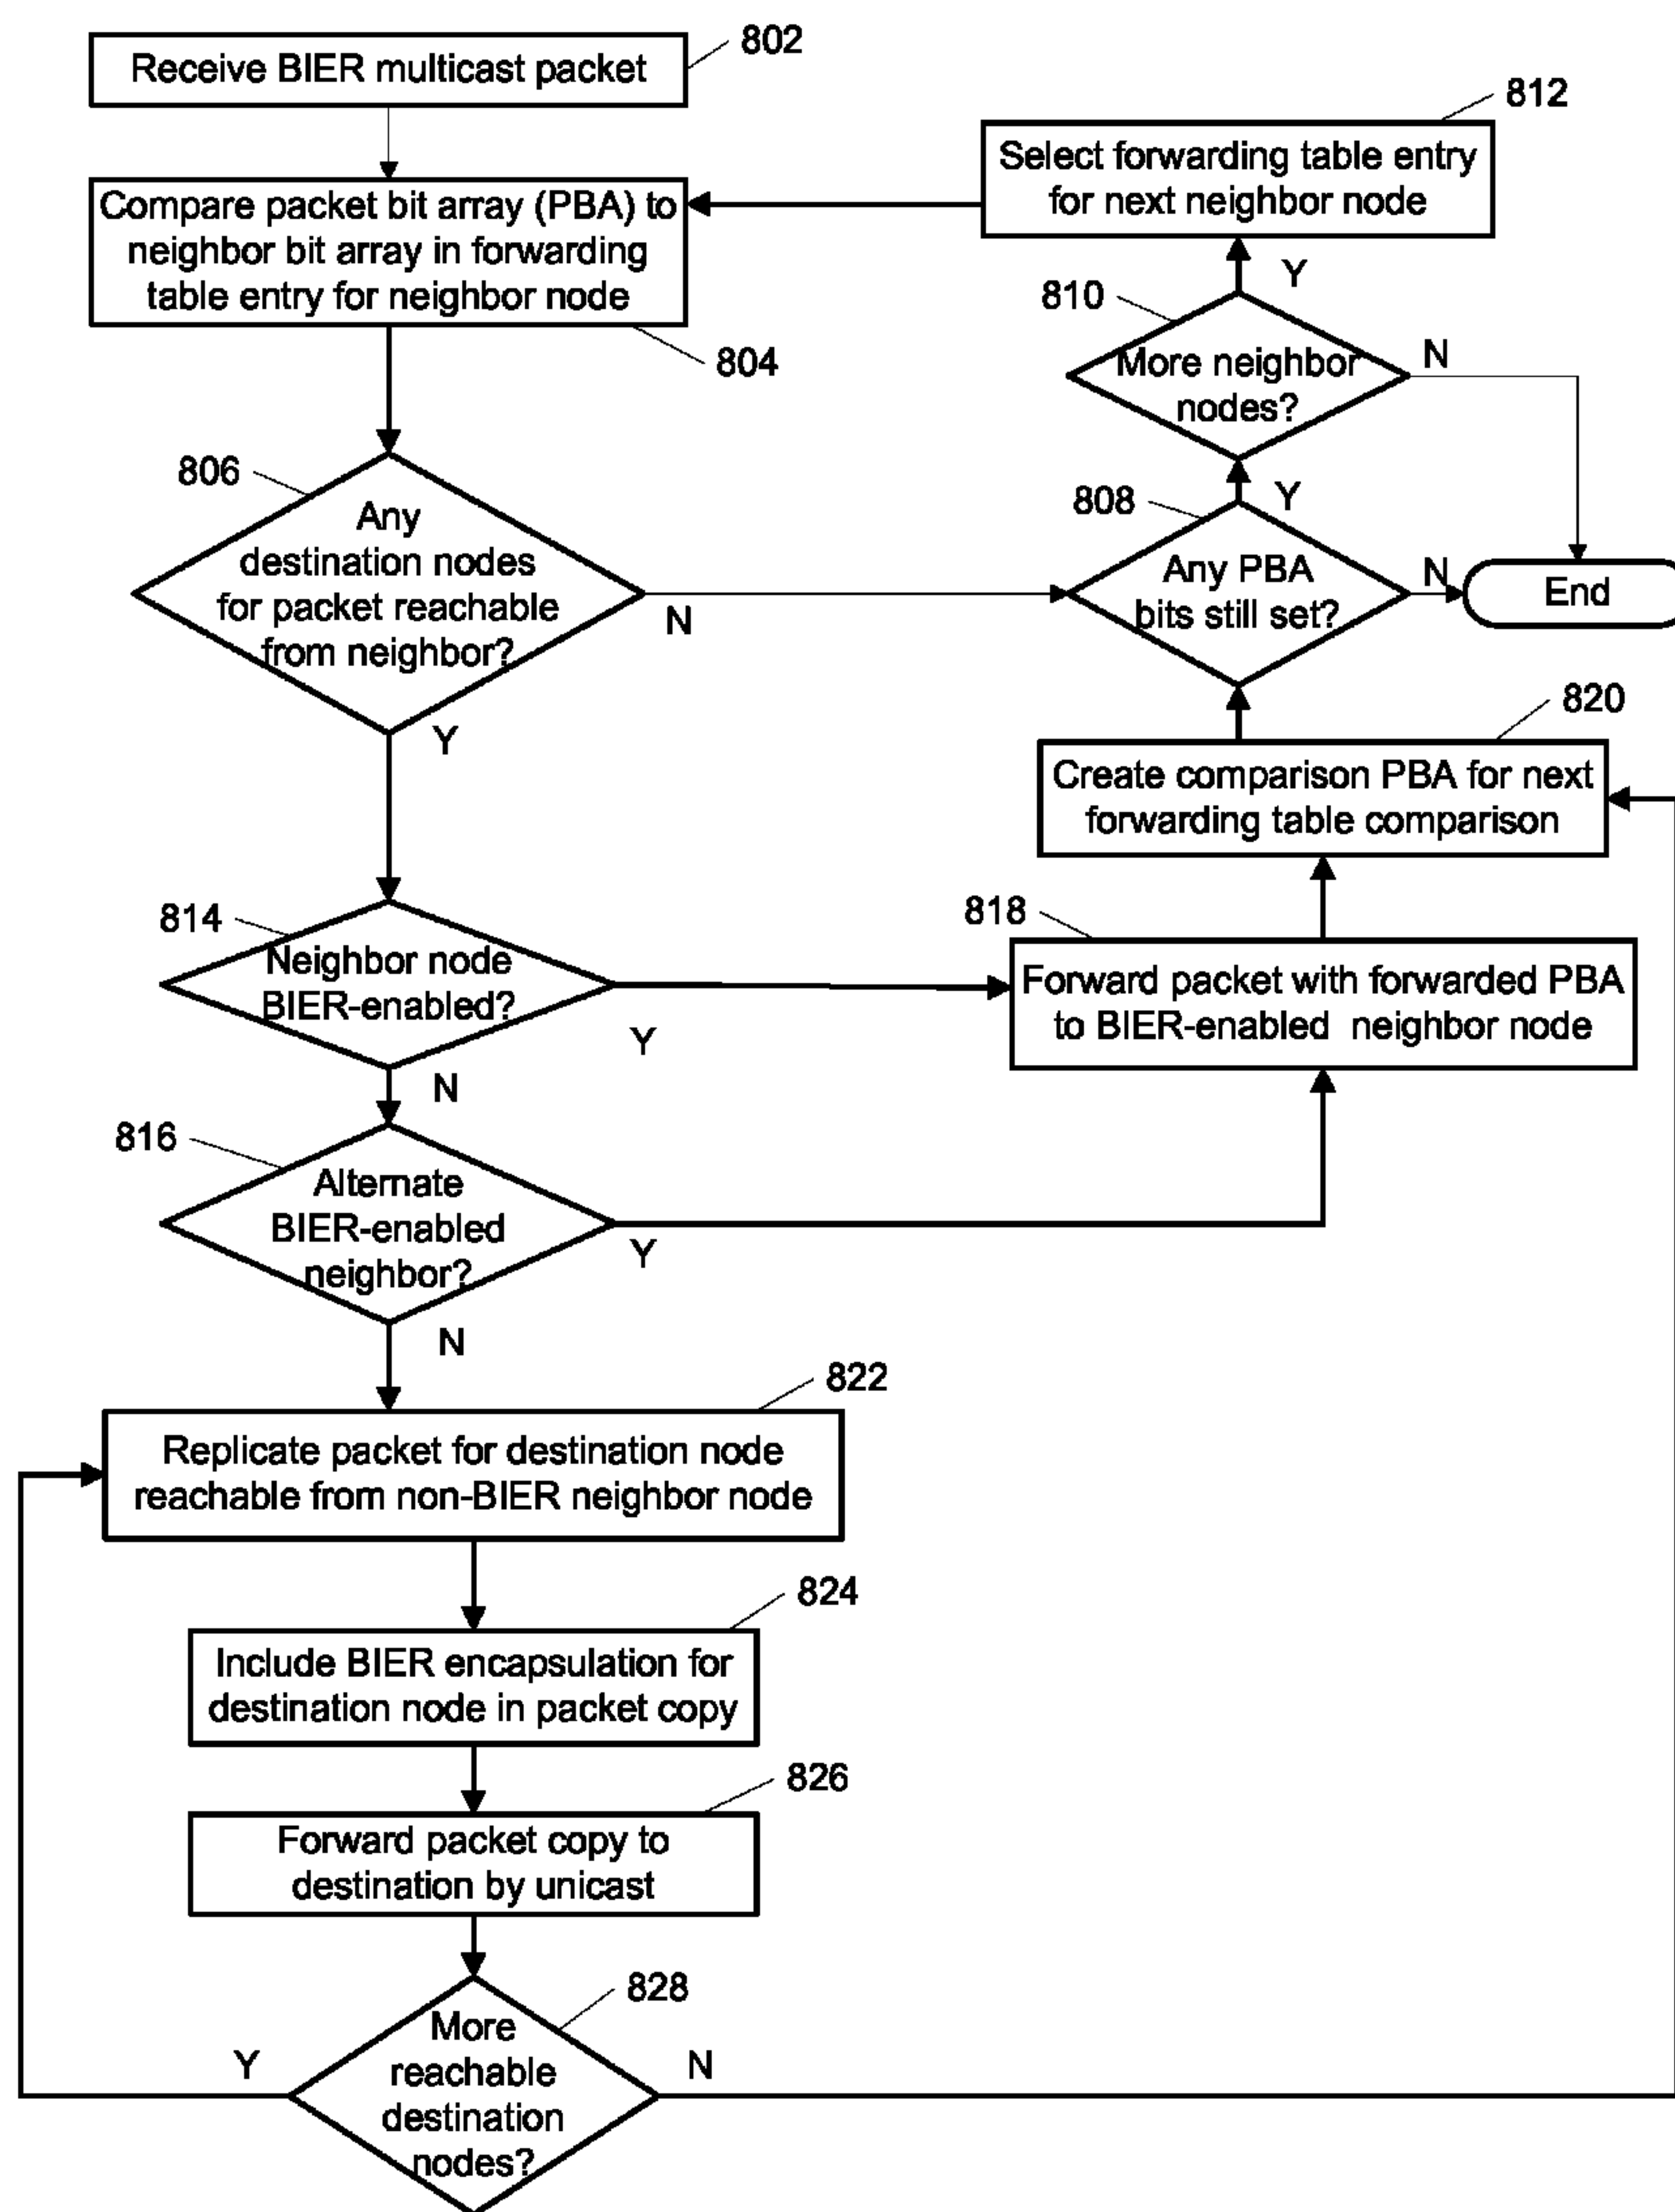 Receive BIER multicast packet
802
Compare packet bit array (PBA) to
neighbor bit array in forwarding
table entry for neighbor node
804
812
Select forwarding table entry
for next neighbor node
Y
810
More neighbor
nodes?
N
806
Any
destination nodes
for packet reachable
from neighbor?
N
Y
808
Y
Any PBA
bits still set?
N
End
820
Create comparison PBA for next
forwarding table comparison
814
Neighbor node
BIER-enabled?
Y
N
818
Forward packet with forwarded PBA
to BIER-enabled neighbor node
816
Alternate
BIER-enabled
neighbor?
Y
N
822
Replicate packet for destination node
reachable from non-BIER neighbor node
824
Include BIER encapsulation for
destination node in packet copy
826
Forward packet copy to
destination by unicast
828
More
reachable
destination
nodes?
Y
N